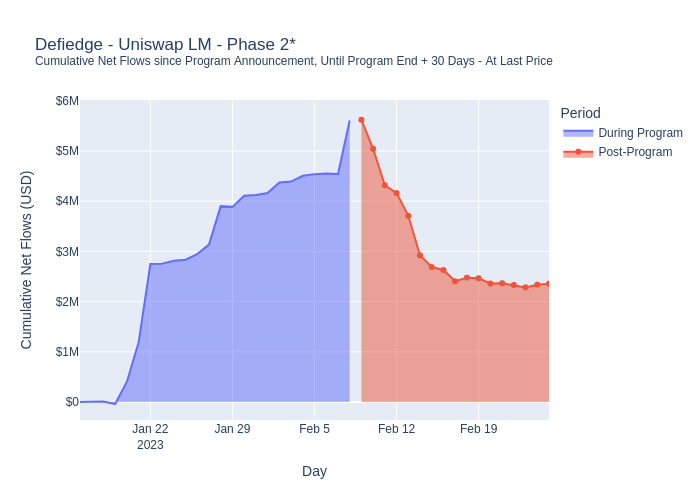 Defiedge - Uniswap LM - Phase 2*
Cumulative Net Flows since Program Announcement, Until Program End + 30 Days - At Last Price
Cumulative Net Flows (USD)
$6M
$5M
$4M
$3M
$2M
$1M
$0
Jan 22
2023
Jan 29
Feb 5
Feb 12
Feb 19
Day
Period
During Program
Post-Program